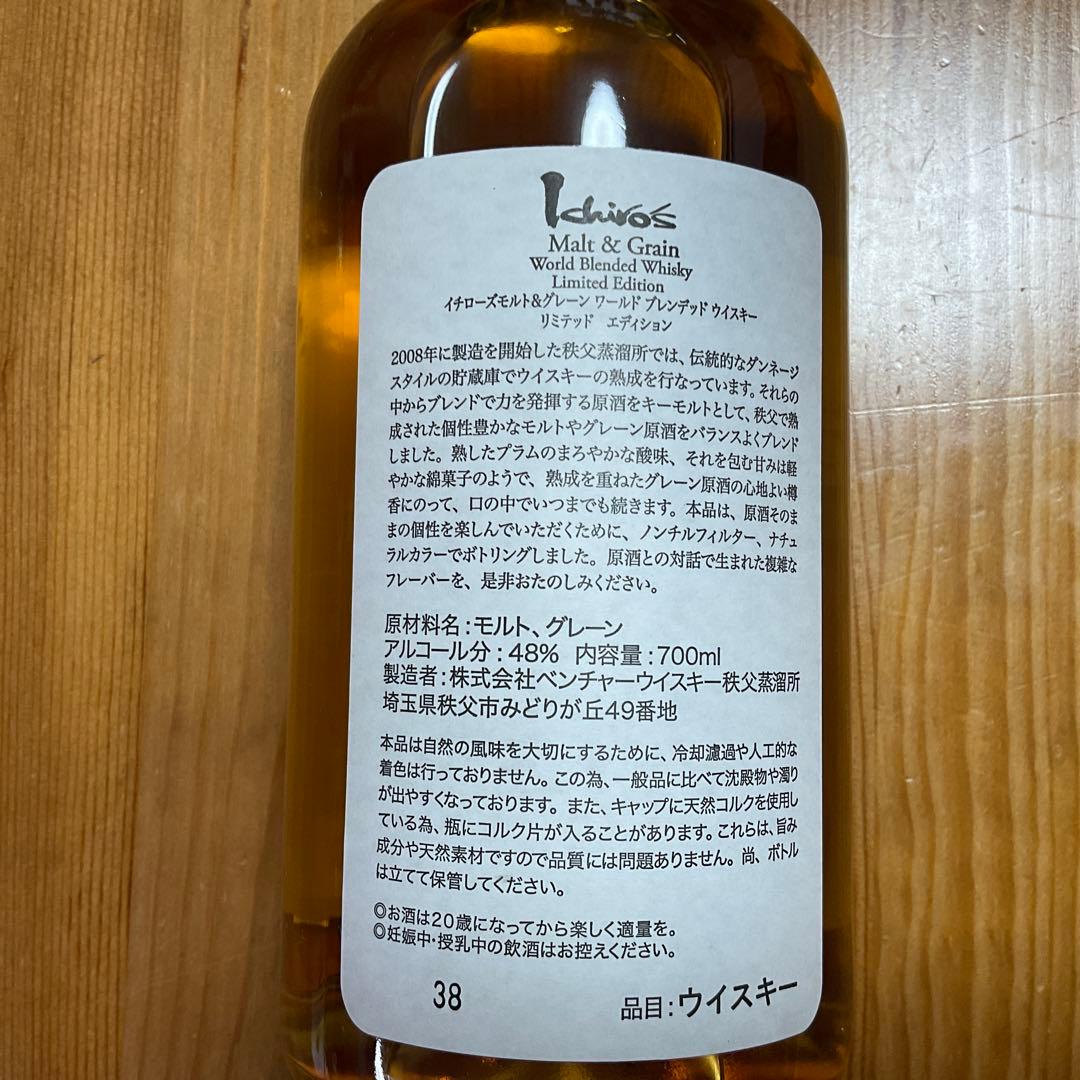 Ichiro's
Malt & Grain
World Blended Whisky
Limited Edition
イチローズモルト&グレーン ワールド ブレンデッド ウイスキー
リミテッド エディション
2008年に製造を開始した秩父蒸溜所では、伝統的なダンネージ
スタイルの貯蔵庫でウイスキーの熟成を行なっています。それらの
中からブレンドで力を発揮する原酒をキーモルトとして、秩父で熟
成された個性豊かなモルトやグレーン原酒をバランスよくブレンド
しました。熟したプラムのまろやかな酸味、それを包む甘みは軽
やかな綿菓子のようで、熟成を重ねたグレーン原酒の心地よい樽
香にのって、口の中でいつまでも続きます。本品は、原酒そのま
まの個性を楽しんでいただくために、ノンチルフィルター、ナチュ
ラルカラーでボトリングしました。原酒との対話で生まれた複雑な
フレーバーを、是非おたのしみください。
原材料名:モルト、グレーン
アルコール分:48% 内容量:700ml
製造者:株式会社ベンチャーウイスキー秩父蒸溜所
埼玉県秩父市みどりが丘49番地
本品は自然の風味を大切にするために、冷却濾過や人工的な
着色は行っておりません。この為、一般品に比べて沈殿物や濁り
が出やすくなっております。また、キャップに天然コルクを使用し
ている為、瓶にコルク片が入ることがあります。これらは、旨み
成分や天然素材ですので品質には問題ありません。尚、ボトル
は立てて保管してください。
◎お酒は20歳になってから楽しく適量を。
◎妊娠中・授乳中の飲酒はお控えください。
38 品目:ウイスキー